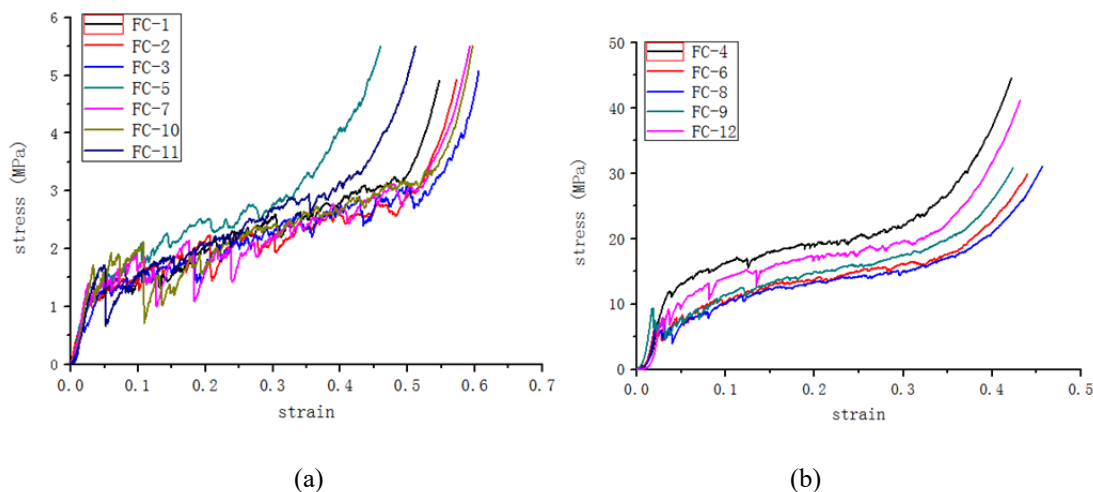 6
5
4
3
2
1
0
0.0 0.1 0.2 0.3 0.4 0.5 0.6 0.7
stress (MPa)
strain
FC-1
FC-2
FC-3
FC-5
FC-7
FC-10
FC-11
(a)
50
40
30
20
10
0
0.0 0.1 0.2 0.3 0.4 0.5
stress (MPa)
strain
FC-4
FC-6
FC-8
FC-9
FC-12
(b)